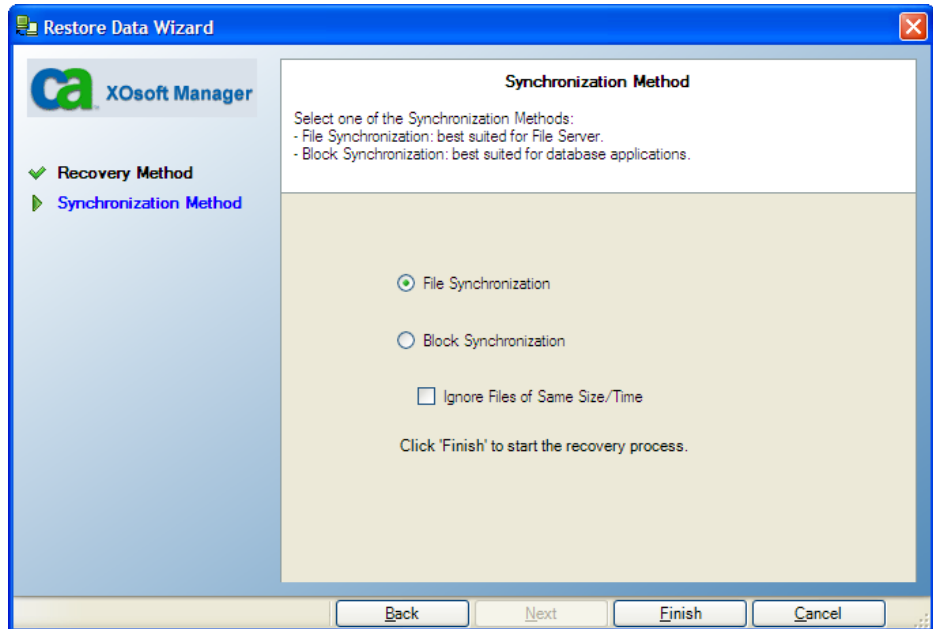 Restore Data Wizard
ca
XOsoft Manager
Recovery Method
Synchronization Method
Synchronization Method
Select one of the Synchronization Methods:
- File Synchronization: best suited for File Server.
- Block Synchronization: best suited for database applications.
File Synchronization
Block Synchronization
Ignore Files of Same Size/Time
Click 'Finish' to start the recovery process.
Back
Next
Finish
Cancel